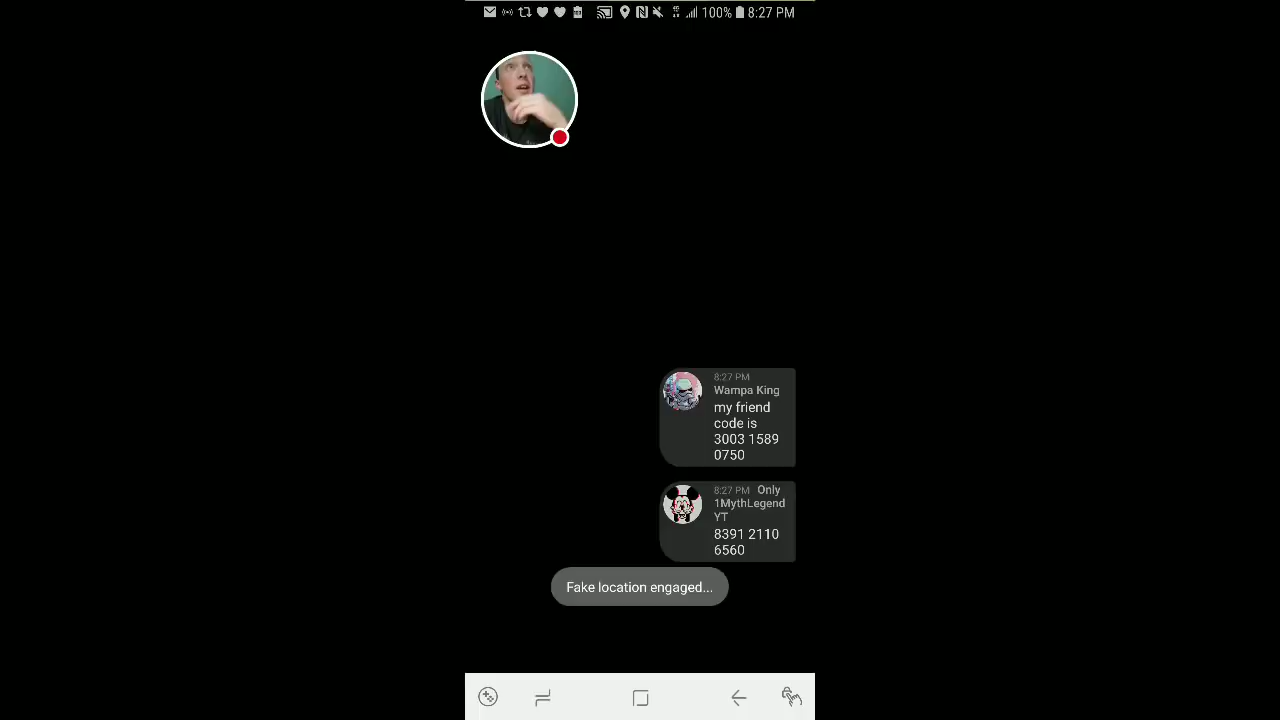 100% 8:27 PM
8:27 PM
Wampa King
my friend
code is
3003 1589
0750
8:27 PM Only
1MythLegend
YT
8391 2110
6560
Fake location engaged...